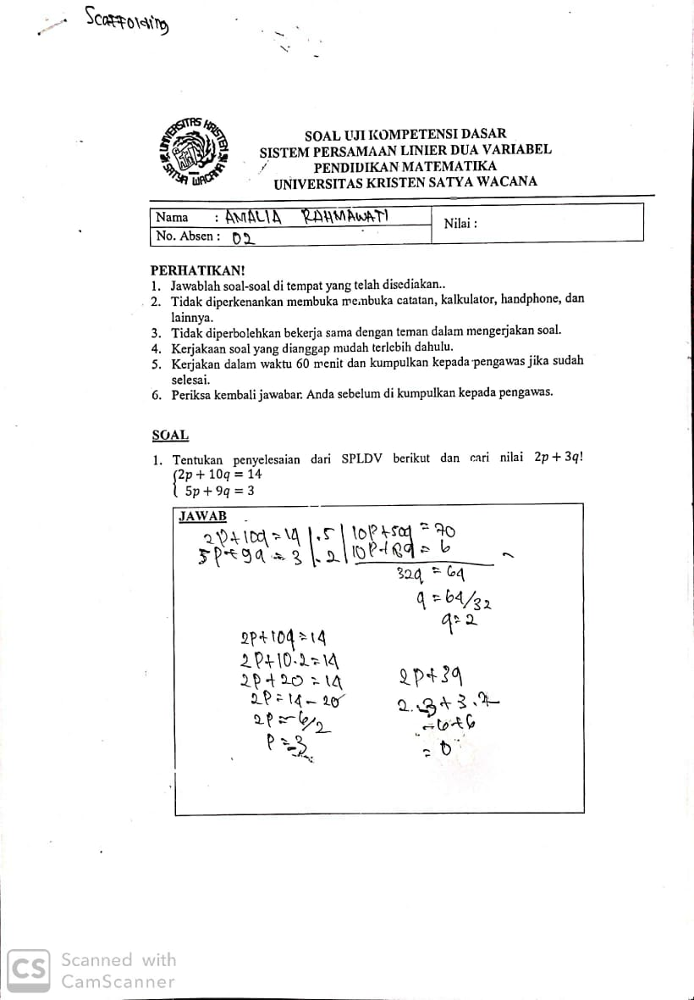 Scaffolding
UNIVERSITAS KRISTEN
SATYA WACANA
SOAL UJI KOMPETENSI DASAR
SISTEM PERSAMAAN LINIER DUA VARIABEL
PENDIDIKAN MATEMATIKA
UNIVERSITAS KRISTEN SATYA WACANA
Nama : AMALIA RAHMAWATI
Nilai :
No. Absen : 02
PERHATIKAN!
1. Jawablah soal-soal di tempat yang telah disediakan..
2. Tidak diperkenankan membuka membuka catatan, kalkulator, handphone, dan
lainnya.
3. Tidak diperbolehkan bekerja sama dengan teman dalam mengerjakan soal.
4. Kerjakaan soal yang dianggap mudah terlebih dahulu.
5. Kerjakan dalam waktu 60 menit dan kumpulkan kepada pengawas jika sudah
selesai.
6. Periksa kembali jawaban Anda sebelum di kumpulkan kepada pengawas.
SOAL
1. Tentukan penyelesaian dari SPLDV berikut dan cari nilai 2p + 3q!
{2p + 10q = 14
5p + 9q = 3
JAWAB
2p+10q=14 |.5| 10p+50q = 70
5p+9q = 3 |.2| 10p+18q = 6
32q = 64
q = 64/32
q=2
2p+10q=14
2p+10.2=14
2p+20=14
2p=14-20
2p=-6/2
p=-3
2p+3q
2.-3+3.2
=-6+6
= 0
CS Scanned with
CamScanner